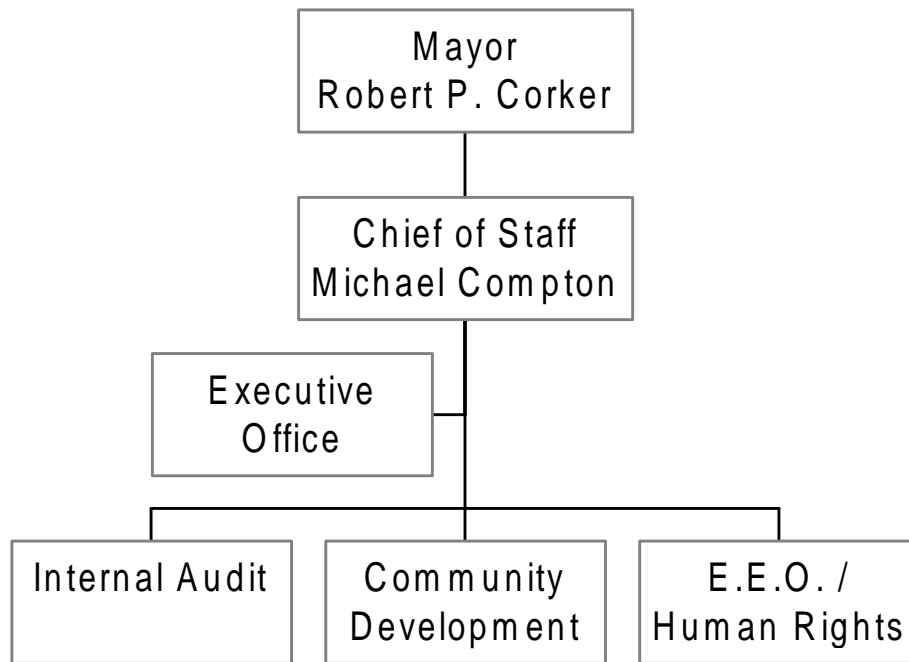 Mayor
Robert P. Corker
Chief of Staff
Michael Compton
Executive
Office
Internal Audit
Community
Development
E.E.O. /
Human Rights